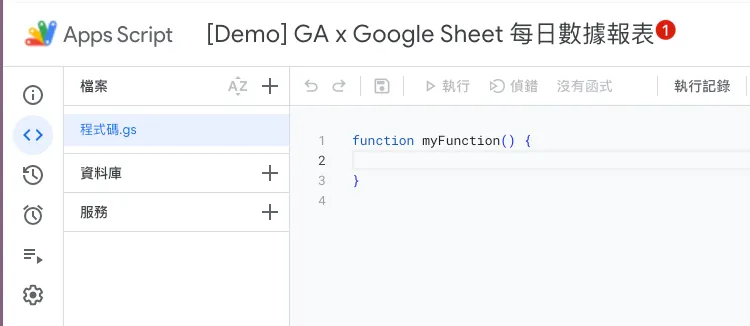 Apps Script [Demo] GA x Google Sheet 每日數據報表 1
檔案 AZ 執行 偵錯 沒有函式 執行記錄
程式碼.gs
資料庫
服務
1 function myFunction() {
2
3 }
4